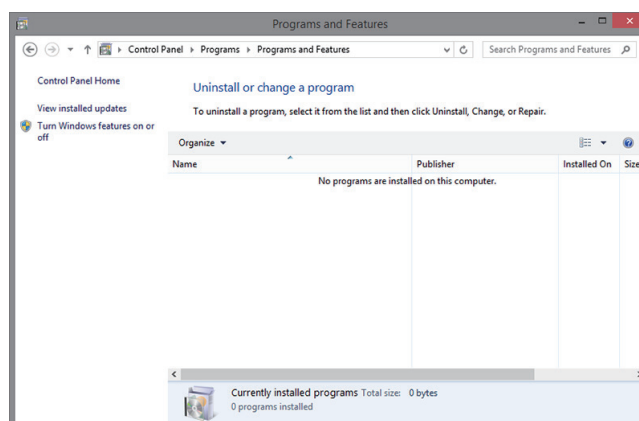 Programs and Features
Control Panel Programs Programs and Features
Search Programs and Features
Control Panel Home
Uninstall or change a program
View installed updates
To uninstall a program, select it from the list and then click Uninstall, Change, or Repair.
Turn Windows features on or
off
Organize
Name Publisher Installed On Size
No programs are installed on this computer.
Currently installed programs Total size: 0 bytes
0 programs installed